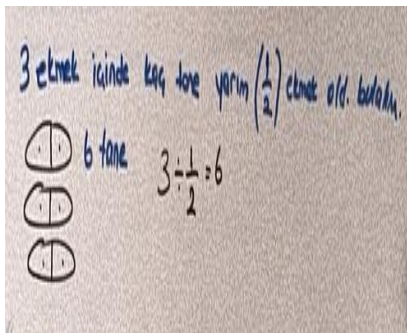 3 ekmek içinde kaç tane yarım (1/2) ekmek old. bulalım.
6 tane
3 ÷ 1/2 = 6